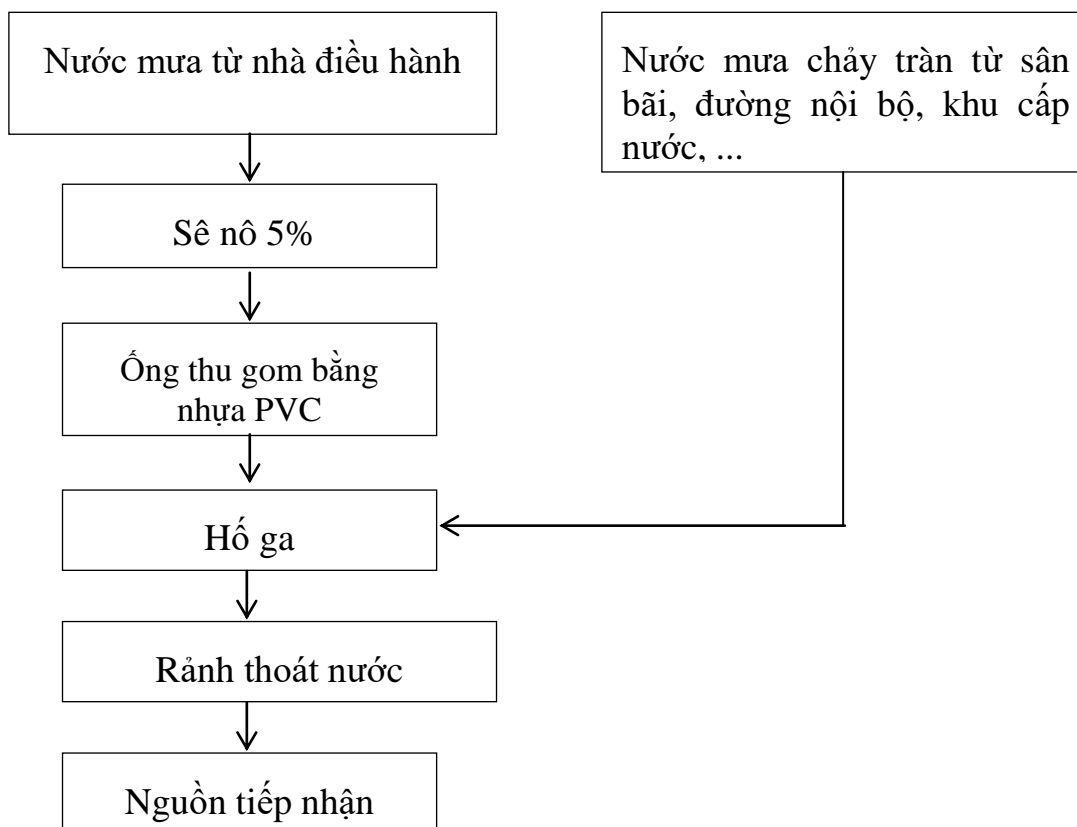 Nước mưa từ nhà điều hành
Nước mưa chảy tràn từ sân
bãi, đường nội bộ, khu cấp
nước, ...
Sê nô 5%
Ống thu gom bằng
nhựa PVC
Hố ga
Rảnh thoát nước
Nguồn tiếp nhận